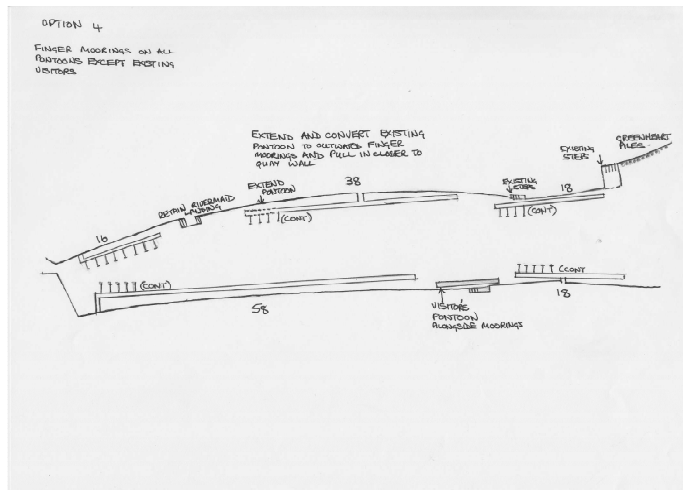 OPTION 4
FINGER MOORINGS ON ALL
PONTOONS EXCEPT EXISTING
VISITORS
EXTEND AND CONVERT EXISTING
PONTOON TO OUTWARD FINGER
MOORINGS AND PULL IN CLOSER TO
QUAY WALL
GREENHEART
PILES
EXISTING
STEPS
EXISTING
STEPS
EXTEND
PONTOON
38
18
RETAIN RIVERMAID
LANDING
(CONT)
(CONT)
16
(CONT)
(CONT
58
VISITOR'S
PONTOON
ALONGSIDE MOORINGS
18